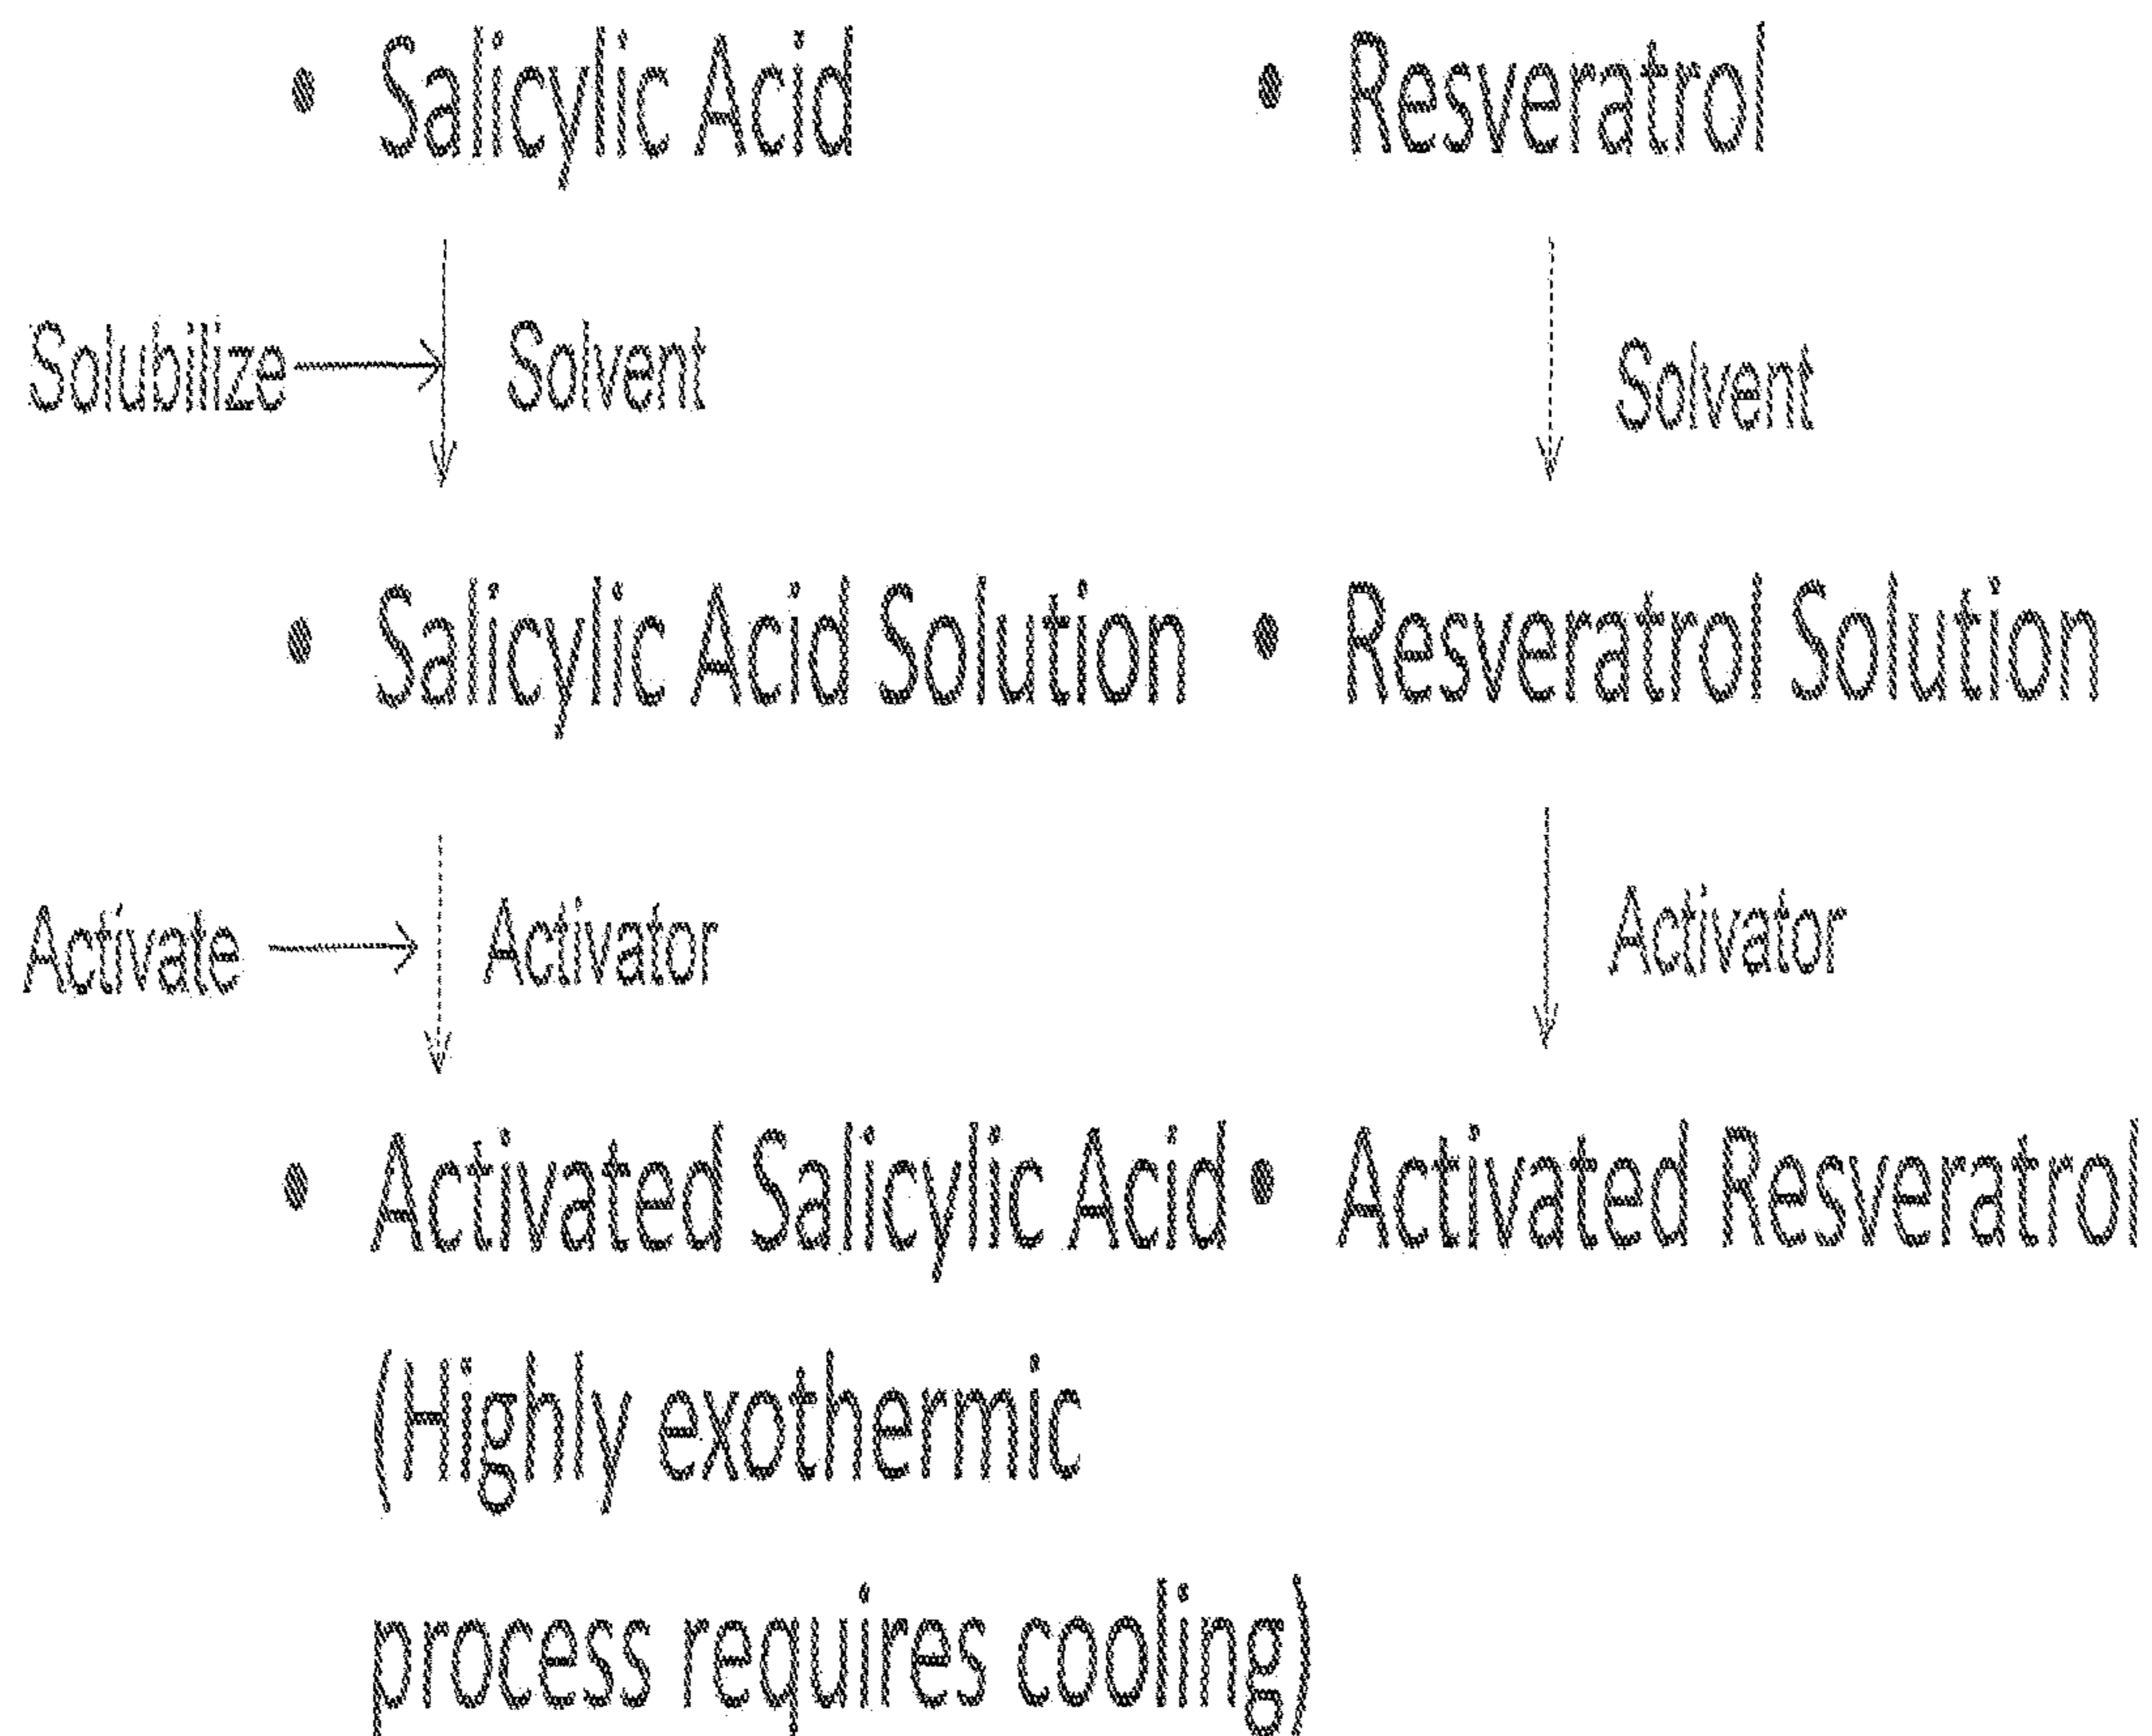 • Salicylic Acid • Resveratrol
Solubilize Solvent Solvent
• Salicylic Acid Solution • Resveratrol Solution
Activate Activator Activator
• Activated Salicylic Acid • Activated Resveratrol
(Highly exothermic
process requires cooling)